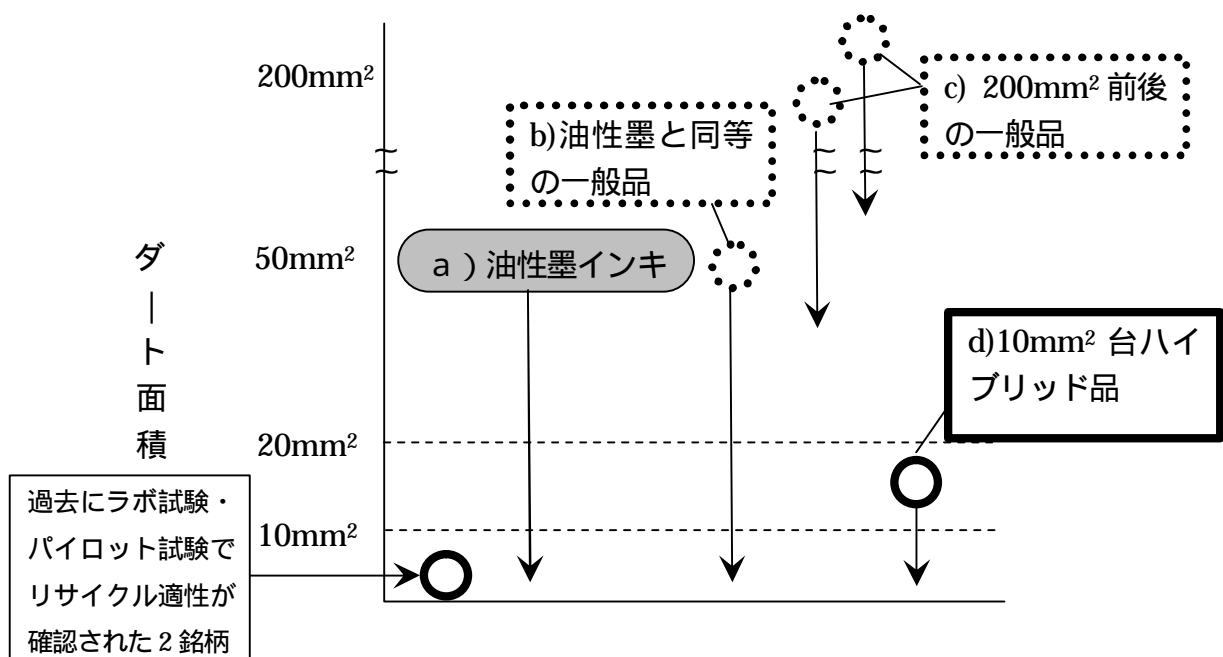 200mm²
c) 200mm² 前後
の一般品
b)油性墨と同等
の一般品
50mm²
a)油性墨インキ
ダート面積
d)10mm² 台ハイ
ブリッド品
20mm²
10mm²
過去にラボ試験・
パイロット試験で
リサイクル適性が
確認された2銘柄